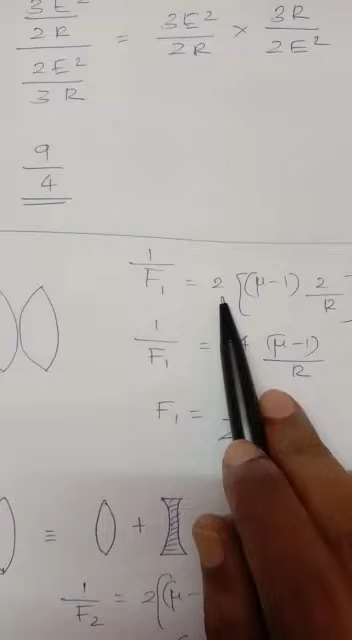 3E²
2R
2E²
3R
= 3E²/2R × 3R/2E²
9/4
1/F₁ = 2 [(μ-1) 2/R]
1/F₁ = 4 (μ-1)/R
F₁ =
≡ +
1/F₂ = 2[(μ-